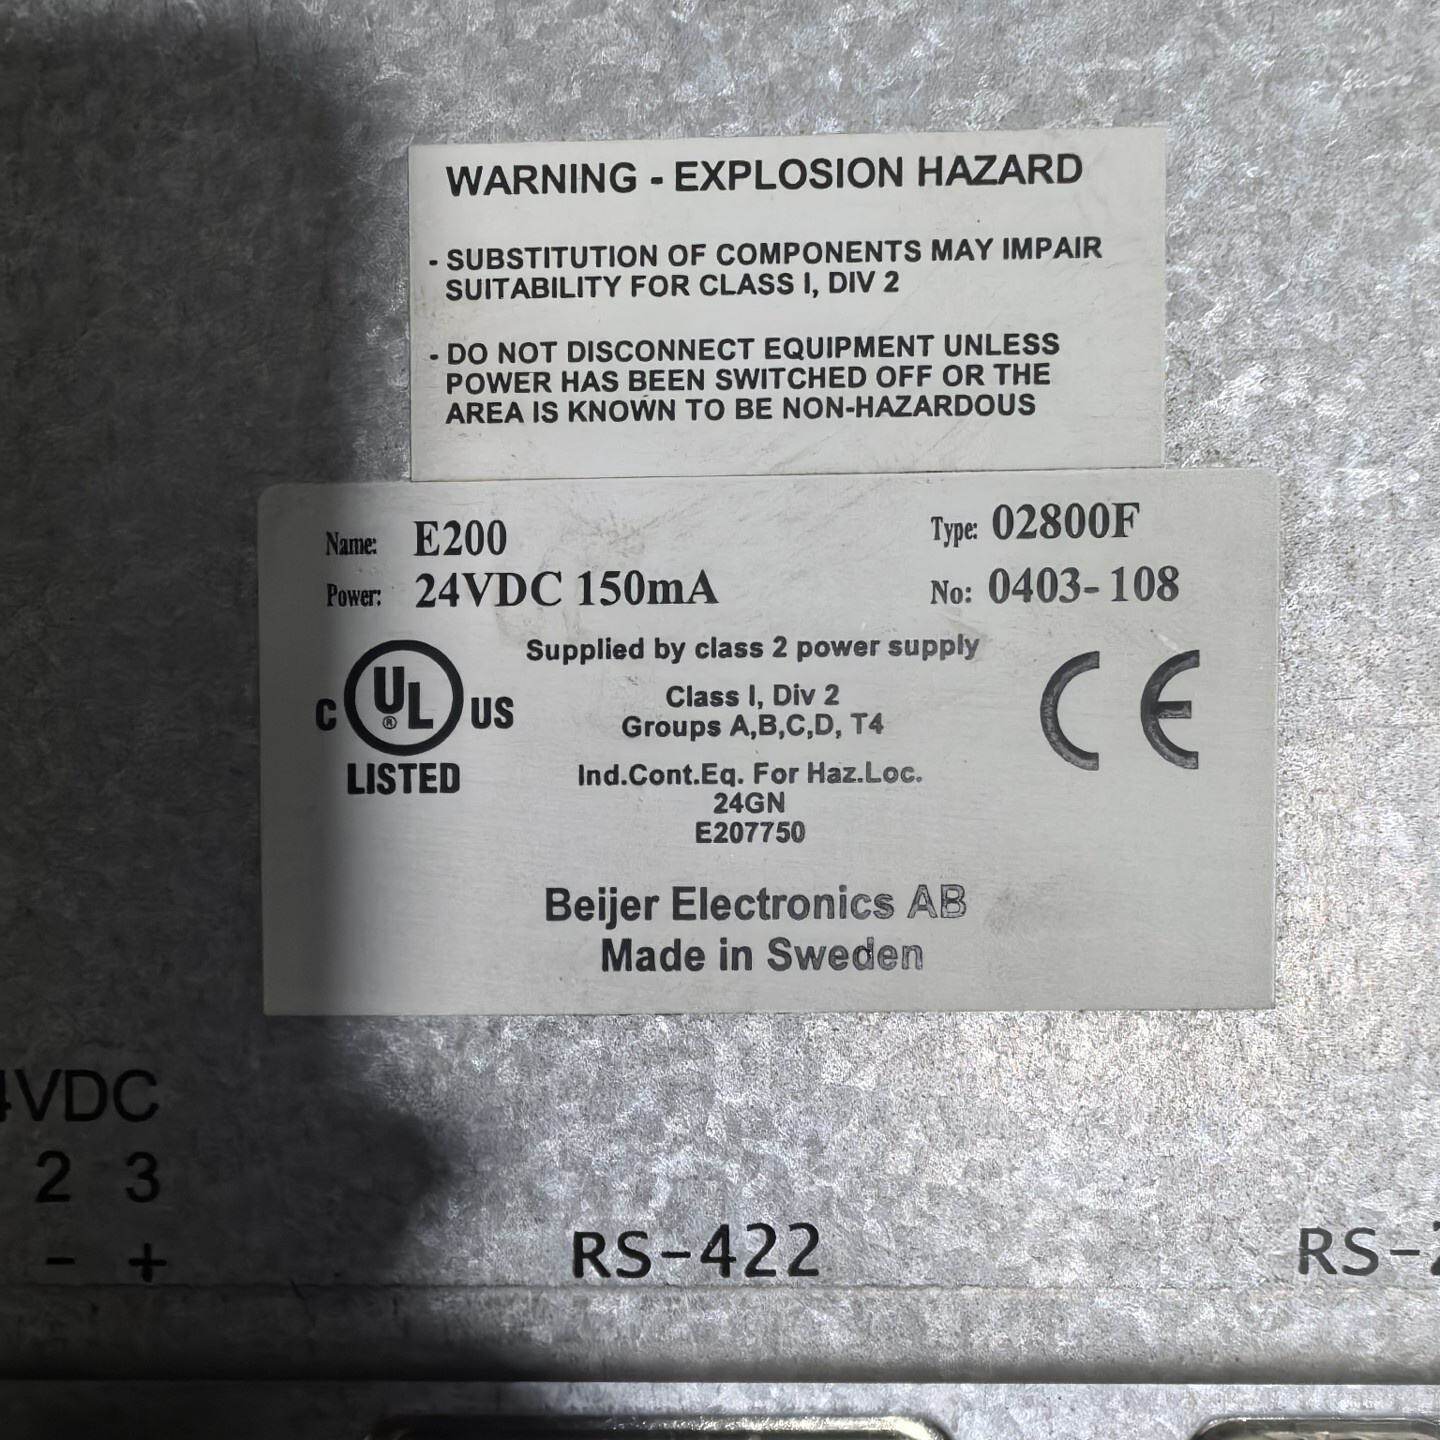 WARNING - EXPLOSION HAZARD
- SUBSTITUTION OF COMPONENTS MAY IMPAIR
SUITABILITY FOR CLASS I, DIV 2
- DO NOT DISCONNECT EQUIPMENT UNLESS
POWER HAS BEEN SWITCHED OFF OR THE
AREA IS KNOWN TO BE NON-HAZARDOUS
Name: E200 Type: 02800F
Power: 24VDC 150mA No: 0403-108
Supplied by class 2 power supply
Class I, Div 2
Groups A,B,C,D, T4
C UL ® US
LISTED
CE
Ind.Cont.Eq. For Haz.Loc.
24GN
E207750
Beijer Electronics AB
Made in Sweden
4VDC
2 3
- +
RS-422
RS-2